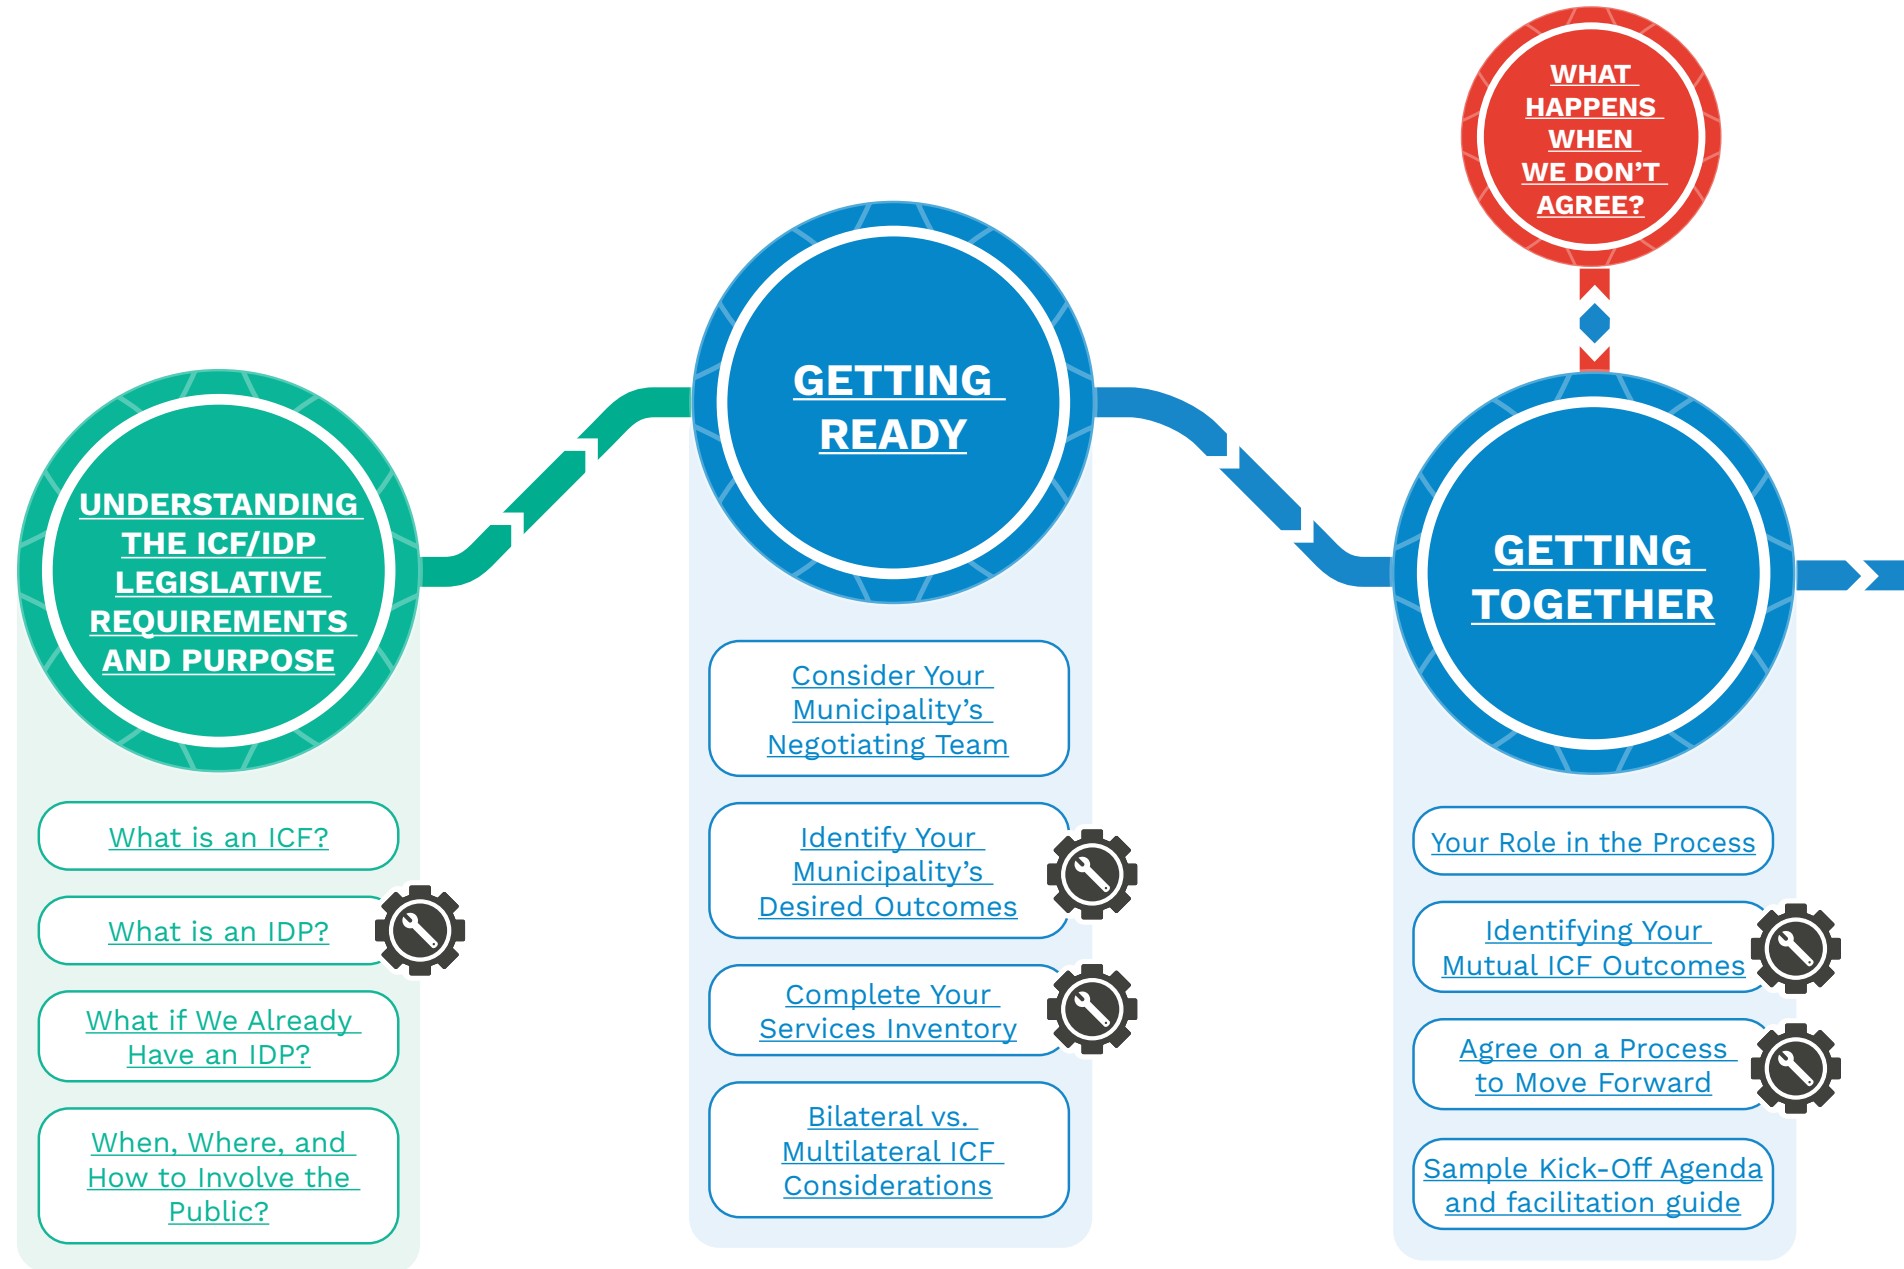 UNDERSTANDING
THE ICF/IDP
LEGISLATIVE
REQUIREMENTS
AND PURPOSE
What is an ICF?
What is an IDP?
What if We Already
Have an IDP?
When, Where, and
How to Involve the
Public?
GETTING
READY
Consider Your
Municipality’s
Negotiating Team
Identify Your
Municipality’s
Desired Outcomes
Complete Your
Services Inventory
Bilateral vs.
Multilateral ICF
Considerations
WHAT
HAPPENS
WHEN
WE DON’T
AGREE?
GETTING
TOGETHER
Your Role in the Process
Identifying Your
Mutual ICF Outcomes
Agree on a Process
to Move Forward
Sample Kick-Off Agenda
and facilitation guide